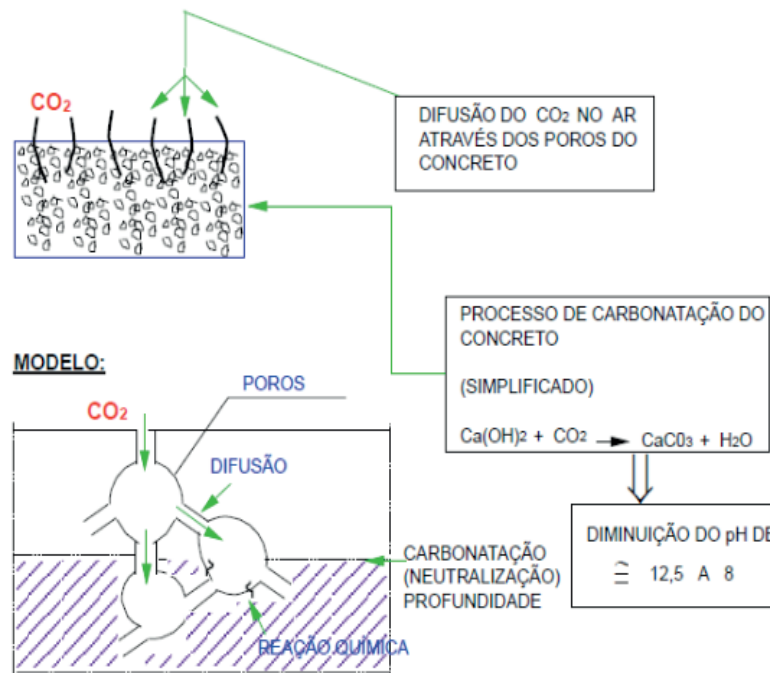 CO₂
DIFUSÃO DO CO₂ NO AR
ATRAVÉS DOS POROS DO
CONCRETO
PROCESSO DE CARBONATAÇÃO DO
CONCRETO
(SIMPLIFICADO)
Ca(OH)₂ + CO₂ → CaC0₃ + H₂O
DIMINUIÇÃO DO pH DE
≅ 12,5 A 8
MODELO:
CO₂
POROS
DIFUSÃO
CARBONATAÇÃO
(NEUTRALIZAÇÃO)
PROFUNDIDADE
REAÇÃO QUÍMICA